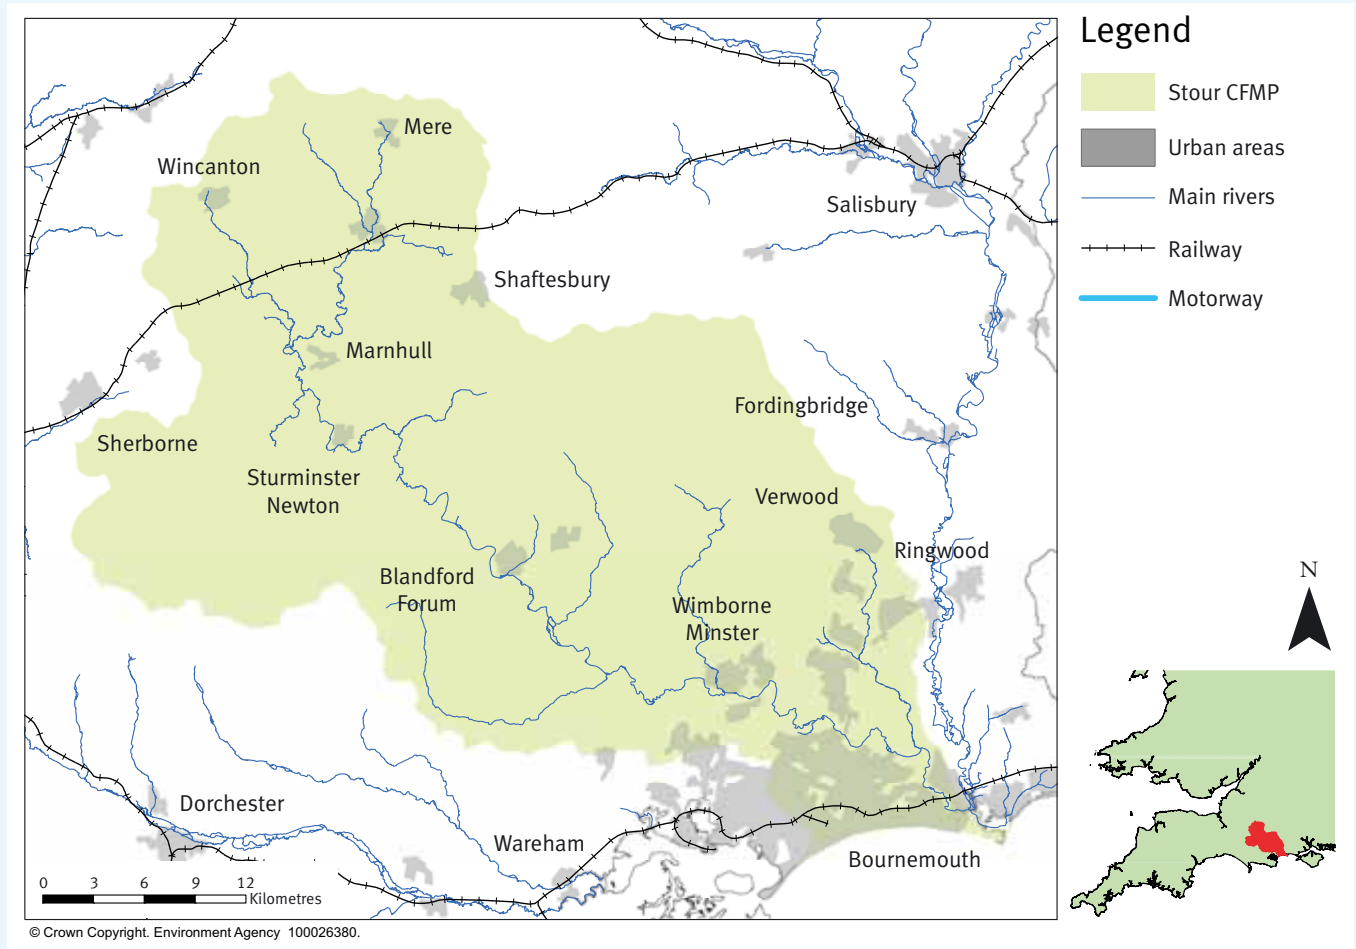 Legend
Stour CFMP
Urban areas
Main rivers
Railway
Motorway
Mere
Wincanton
Salisbury
Shaftesbury
Marnhull
Fordingbridge
Sherborne
Sturminster
Newton
Verwood
Ringwood
Blandford
Forum
Wimborne
Minster
Dorchester
Wareham
Bournemouth
N
0 3 6 9 12
Kilometres
© Crown Copyright. Environment Agency 100026380.